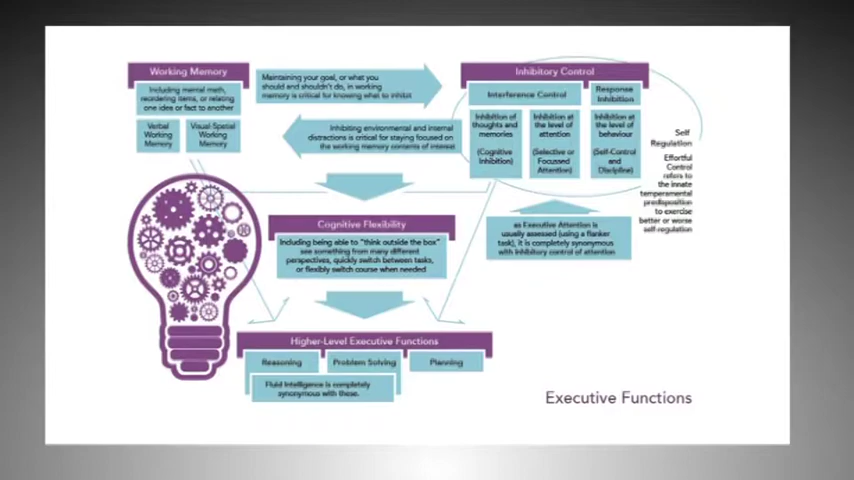 Working Memory
Including mental math,
reordering items, or relating
one idea or fact to another
Verbal
Working
Memory
Visual-Spatial
Working
Memory
Maintaining your goal, or what you
should and shouldn't do, in working
memory is critical for knowing what to inhibit
Inhibiting environmental and internal
distractions is critical for staying focused on
the working memory contents of interest
Inhibitory Control
Interference Control
Response
Inhibition
Inhibition of
thoughts and
memories
(Cognitive
Inhibition)
Inhibition at
the level of
attention
(Selective or
Focussed
Attention)
Inhibition at
the level of
behaviour
(Self-Control
and
Discipline)
Self
Regulation
Effortful
Control
refers to
the innate
temperamental
predisposition
to exercise
better or worse
self-regulation
as Executive Attention is
usually assessed (using a flanker
task), it is completely synonymous
with inhibitory control of attention
Cognitive Flexibility
Including being able to "think outside the box"
see something from many different
perspectives, quickly switch between tasks,
or flexibly switch course when needed
Higher-Level Executive Functions
Reasoning
Problem Solving
Planning
Fluid Intelligence is completely
synonymous with these.
Executive Functions